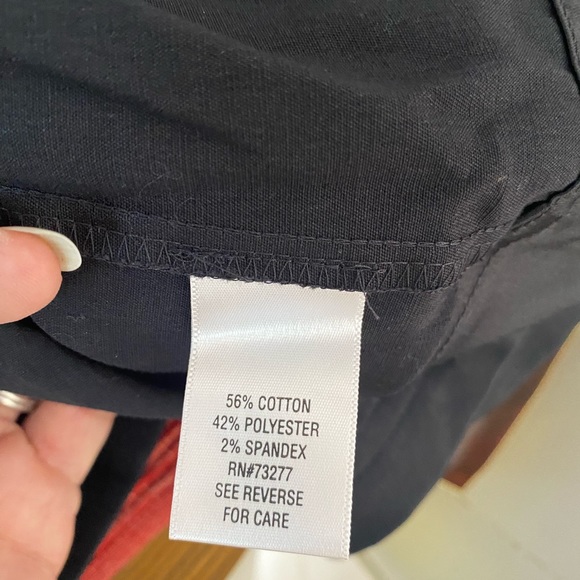 56% COTTON
42% POLYESTER
2% SPANDEX
RN#73277
SEE REVERSE
FOR CARE